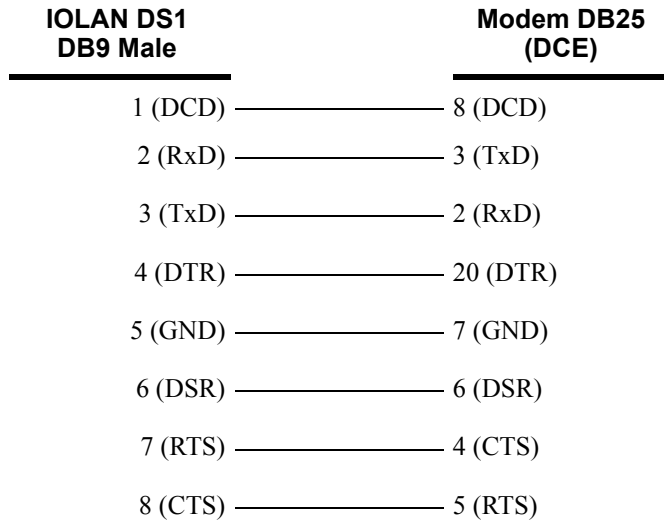 IOLAN DS1 Modem DB25
DB9 Male (DCE)
1 (DCD) 8 (DCD)
2 (RxD) 3 (TxD)
3 (TxD) 2 (RxD)
4 (DTR) 20 (DTR)
5 (GND) 7 (GND)
6 (DSR) 6 (DSR)
7 (RTS) 4 (CTS)
8 (CTS) 5 (RTS)